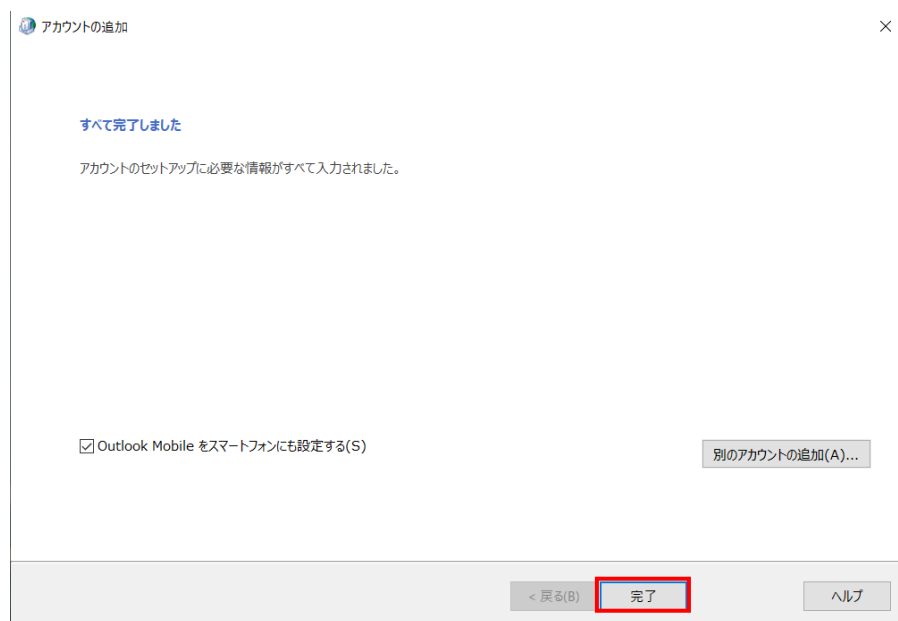 アカウントの追加
すべて完了しました
アカウントのセットアップに必要な情報がすべて入力されました。
Outlook Mobile をスマートフォンにも設定する(S)
別のアカウントの追加(A)...
< 戻る(B)
完了
ヘルプ